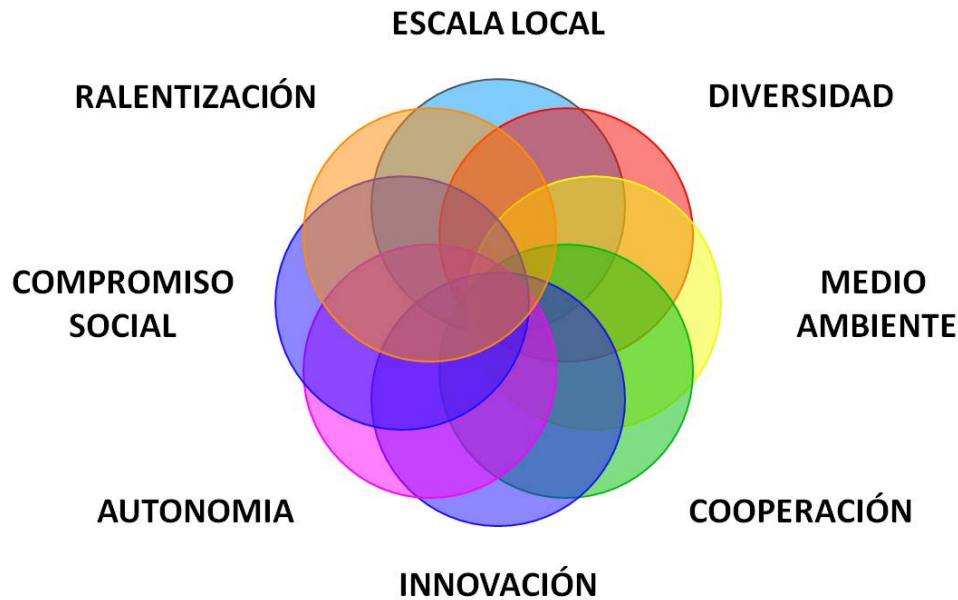 ESCALA LOCAL
RALENTIZACIÓN
DIVERSIDAD
COMPROMISO
SOCIAL
MEDIO
AMBIENTE
AUTONOMIA
COOPERACIÓN
INNOVACIÓN